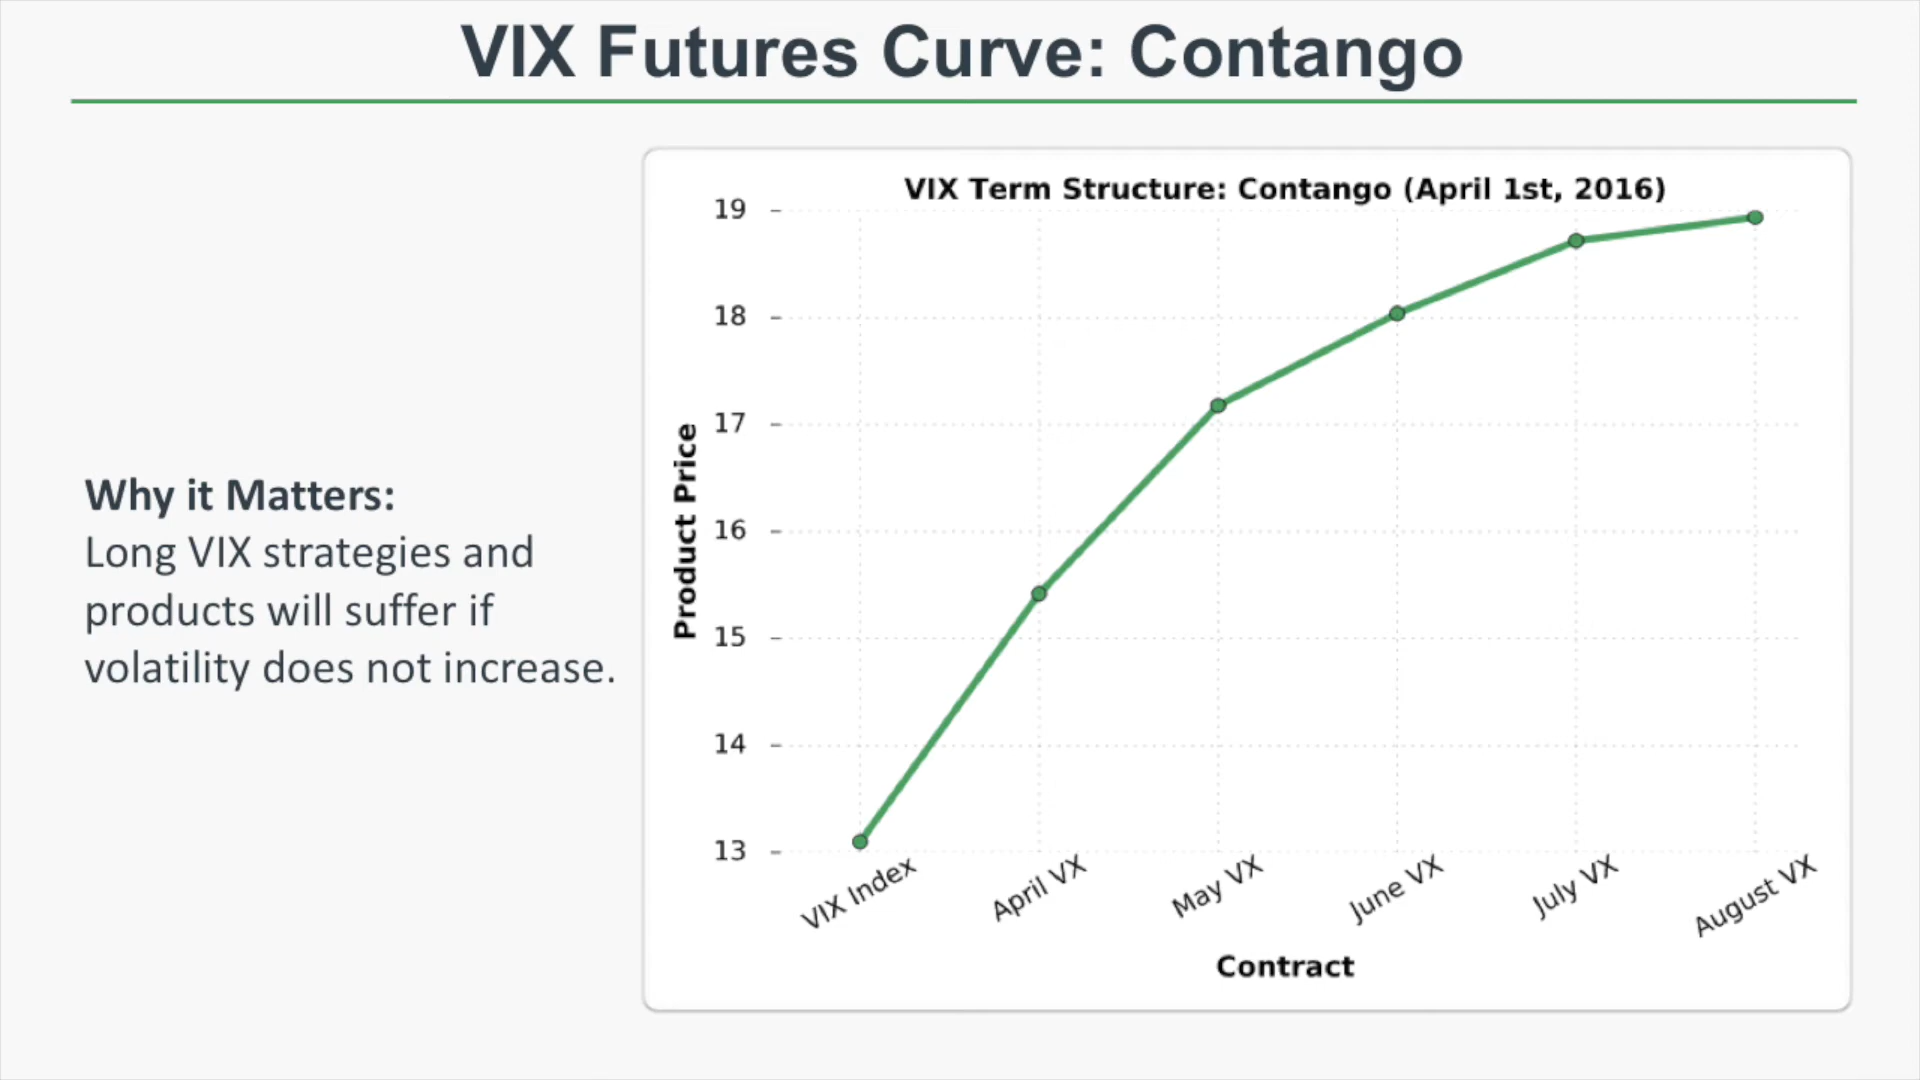 VIX Futures Curve: Contango
Why it Matters:
Long VIX strategies and
products will suffer if
volatility does not increase.
VIX Term Structure: Contango (April 1st, 2016)
19
18
17
16
15
14
13
Product Price
VIX Index
April VX
May VX
June VX
July VX
August VX
Contract